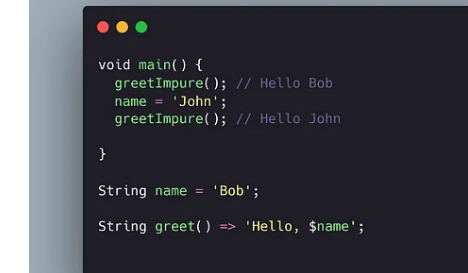 void main() {
  greetImpure(); // Hello Bob
  name = 'John';
  greetImpure(); // Hello John
}
String name = 'Bob';
String greet() => 'Hello, $name';